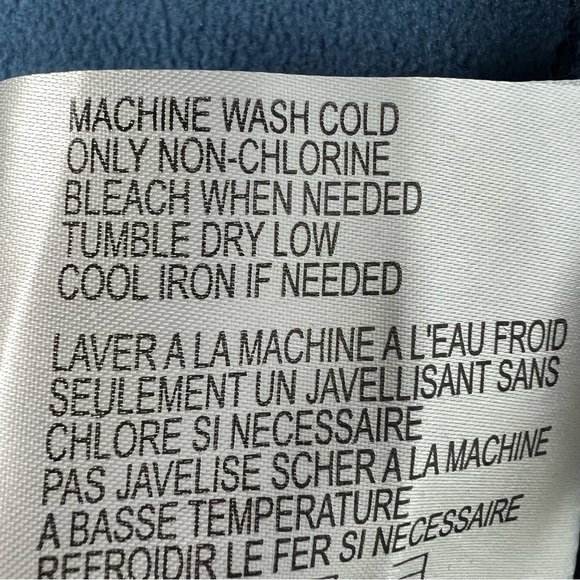 MACHINE WASH COLD
ONLY NON-CHLORINE
BLEACH WHEN NEEDED
TUMBLE DRY LOW
COOL IRON IF NEEDED
LAVER A LA MACHINE A L'EAU FROID
SEULEMENT UN JAVELLISANT SANS
CHLORE SI NECESSAIRE
PAS JAVELISE SCHER A LA MACHINE
A BASSE TEMPERATURE
REFROIDIR LE FER SI NECESSAIRE